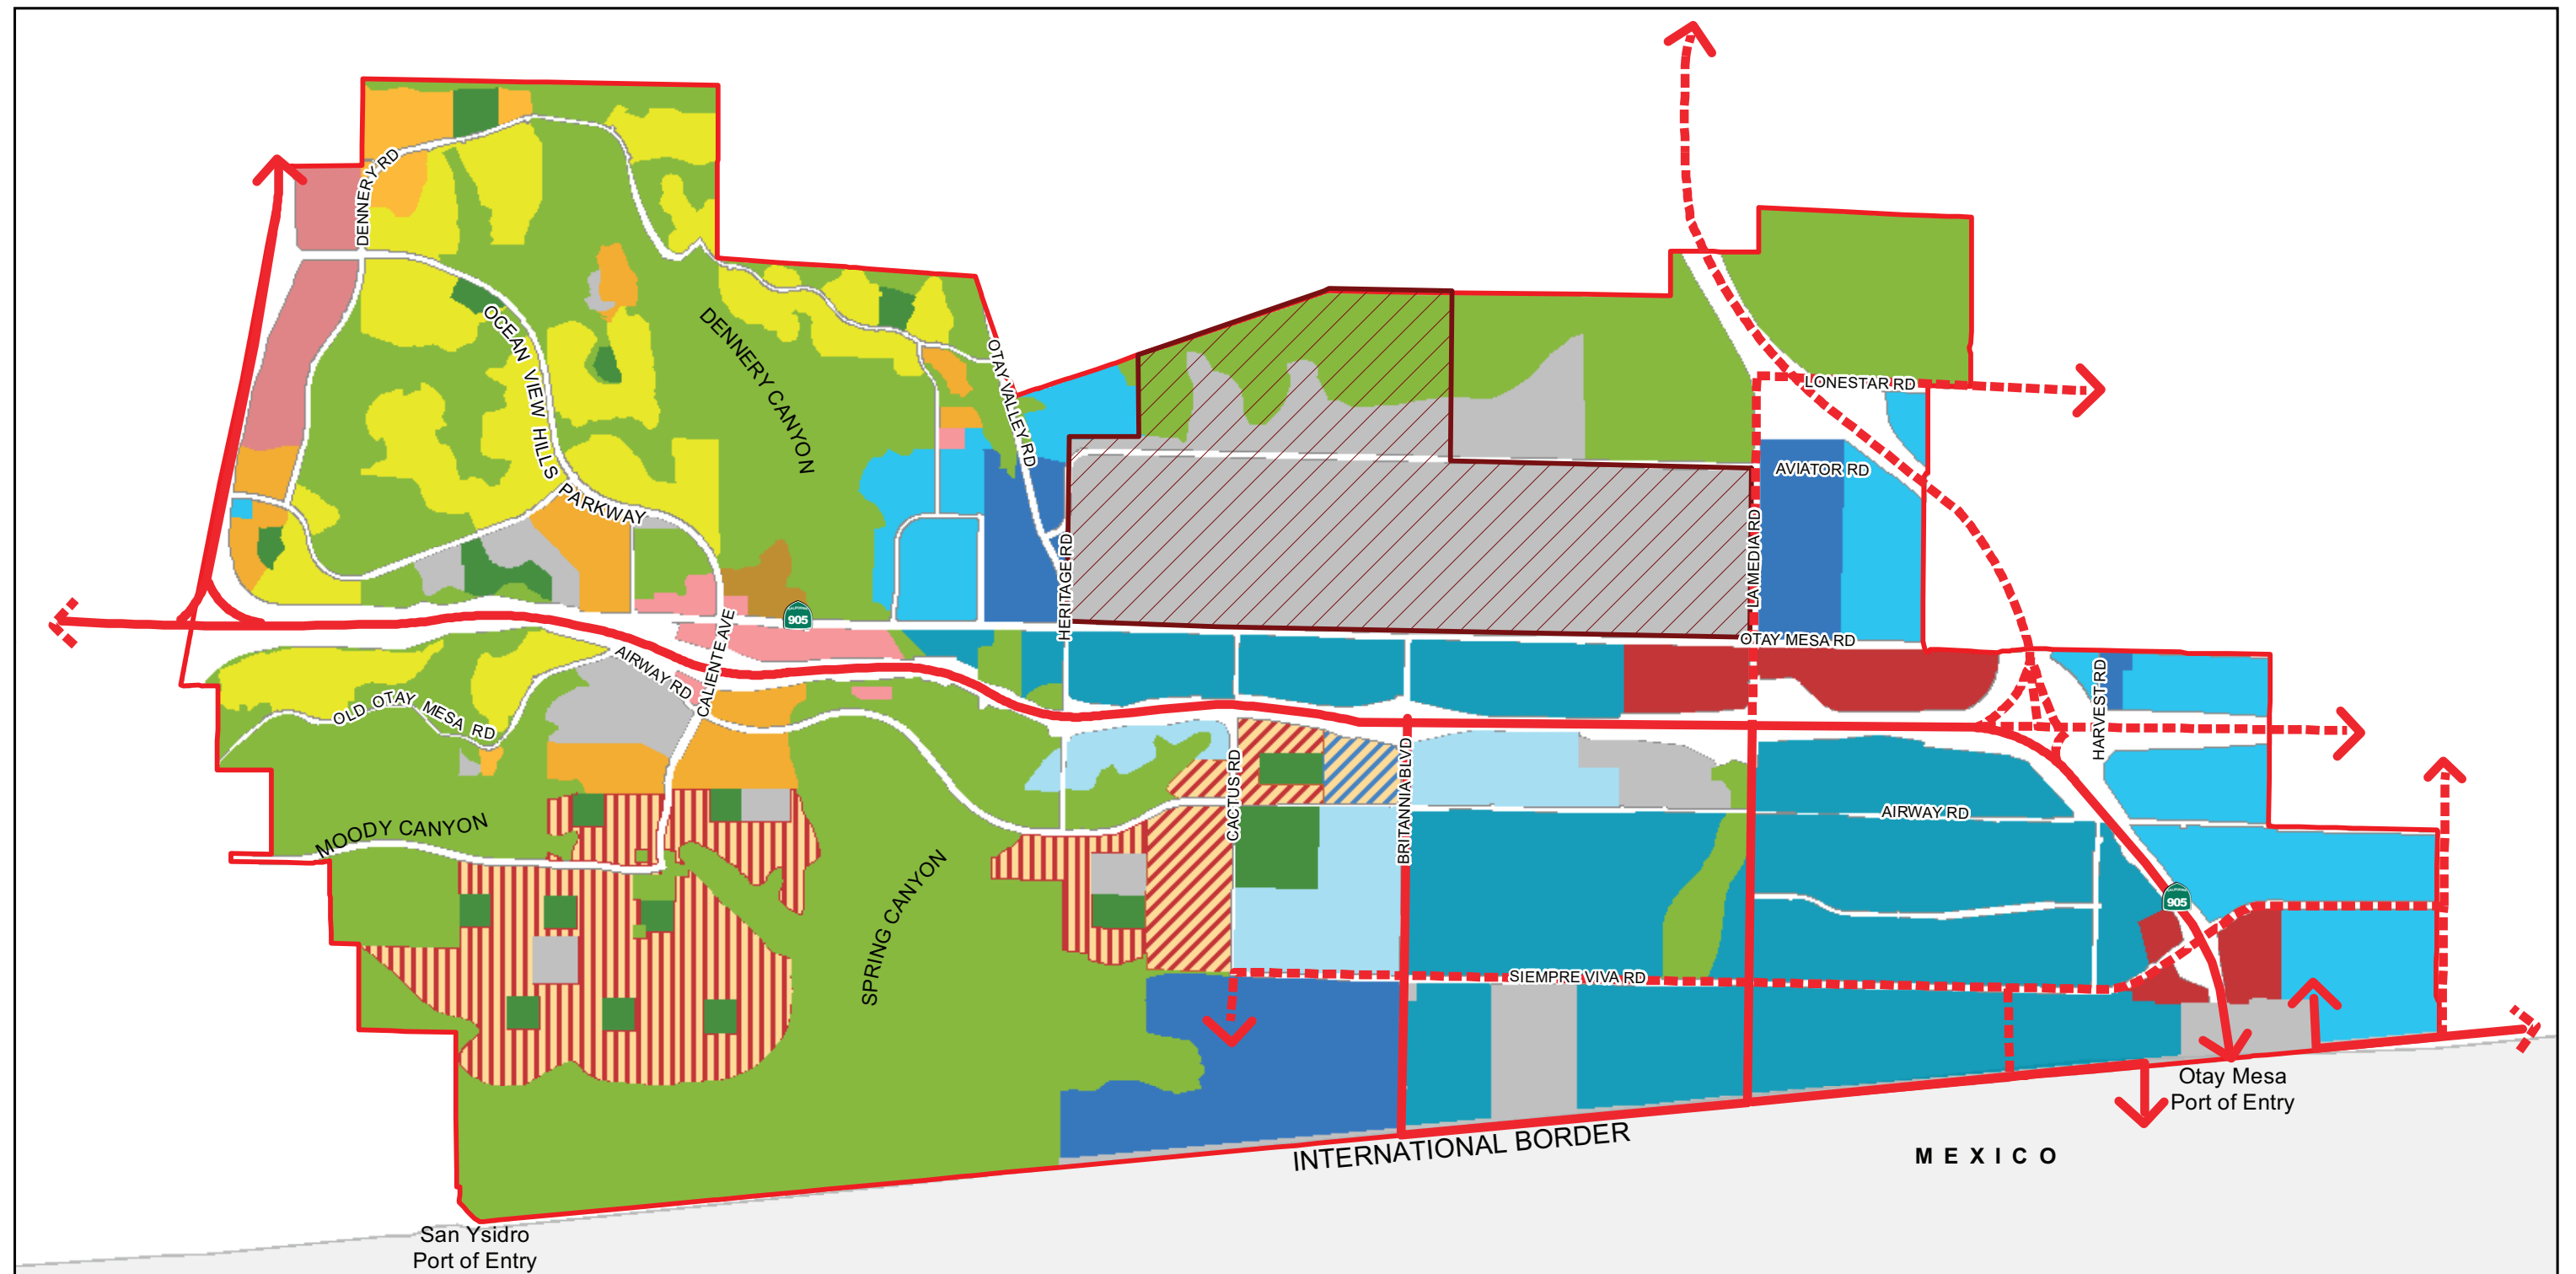 DENNERY RD
OCEAN VIEW HILLS PARKWAY
DENNERY CANYON
OTAY VALLEY RD
LONESTAR RD
AVIATOR RD
HERITAGE RD
LA MEDIA RD
905
CALIENTE AVE
OTAY MESA RD
AIRWAY RD
OLD OTAY MESA RD
HARVEST RD
CACTUS RD
BRITANNIA BLVD
AIRWAY RD
MOODY CANYON
SPRING CANYON
905
SIEMPRE VIVA RD
Otay Mesa
Port of Entry
INTERNATIONAL BORDER
MEXICO
San Ysidro
Port of Entry